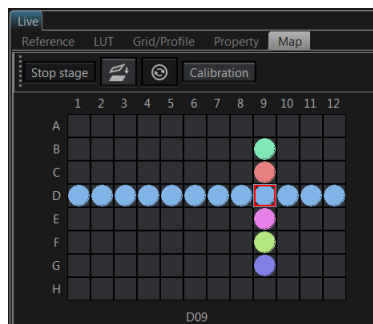 Live
Reference LUT Grid/Profile Property Map
Stop stage Calibration
1 2 3 4 5 6 7 8 9 10 11 12
A
B
C
D
E
F
G
H
D09